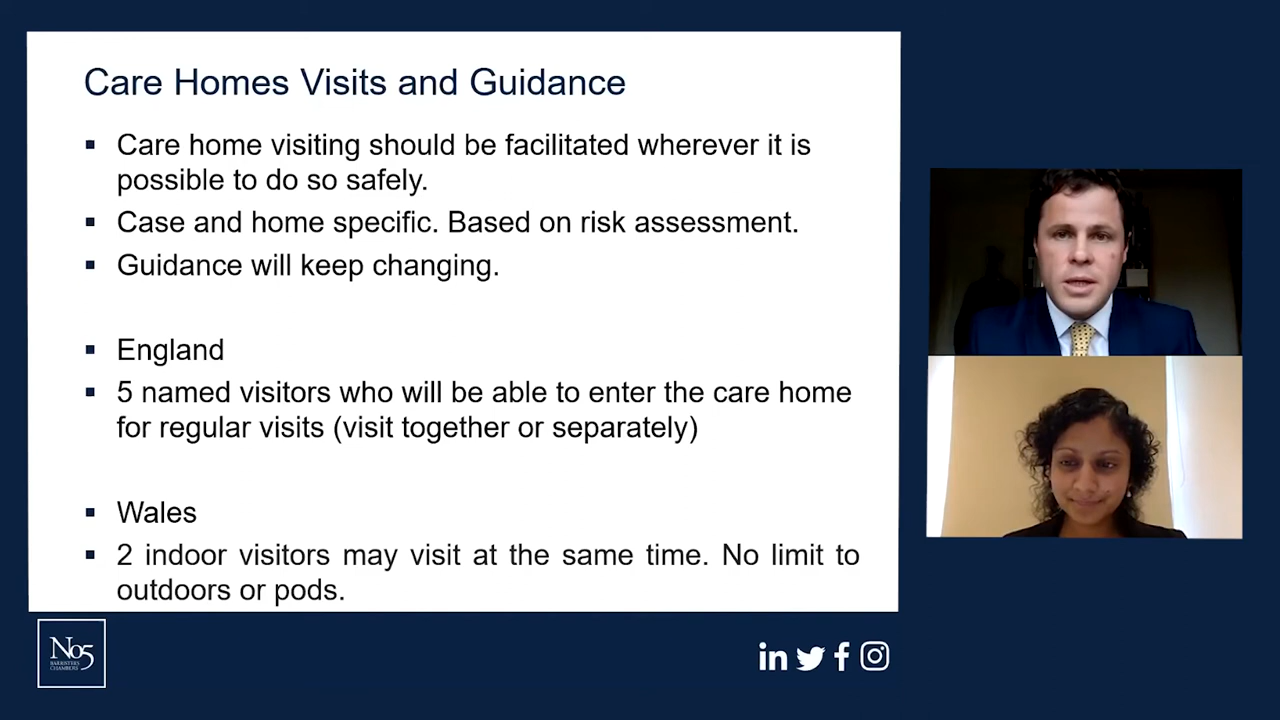 Care Homes Visits and Guidance
▪ Care home visiting should be facilitated wherever it is
possible to do so safely.
▪ Case and home specific. Based on risk assessment.
▪ Guidance will keep changing.
▪ England
▪ 5 named visitors who will be able to enter the care home
for regular visits (visit together or separately)
▪ Wales
▪ 2 indoor visitors may visit at the same time. No limit to
outdoors or pods.
No5
BARRISTERS
CHAMBERS
in